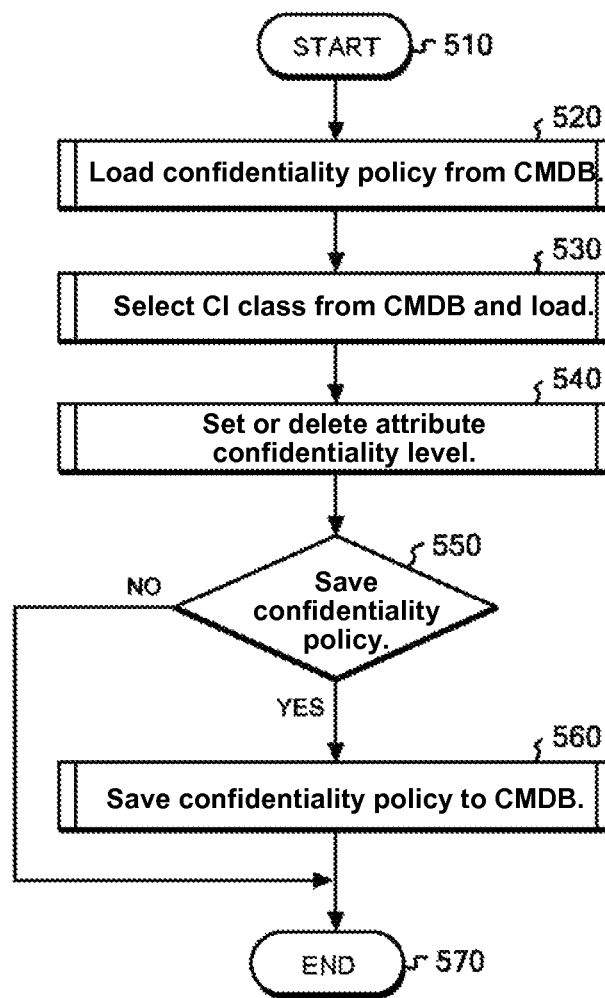 START
510
520
Load confidentiality policy from CMDB.
530
Select CI class from CMDB and load.
540
Set or delete attribute
confidentiality level.
550
NO
Save
confidentiality
policy.
YES
560
Save confidentiality policy to CMDB.
END
570